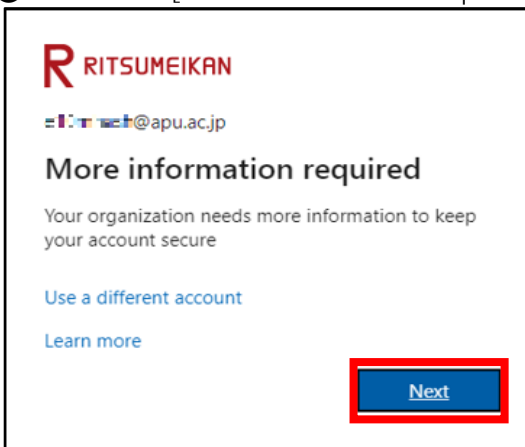 RITSUMEIKAN
@apu.ac.jp
More information required
Your organization needs more information to keep
your account secure
Use a different account
Learn more
Next